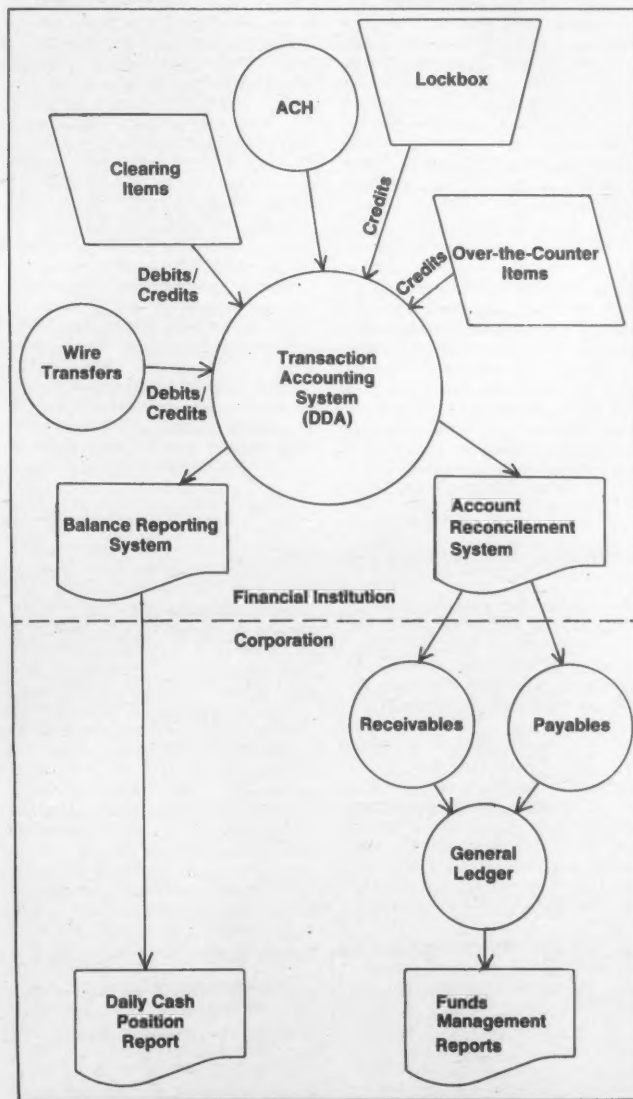 Lockbox
ACH
Clearing
Items
Credits
Over-the-Counter
Items
Credits
Debits/
Credits
Wire
Transfers
Debits/
Credits
Transaction
Accounting
System
(DDA)
Balance Reporting
System
Account
Reconcilement
System
Financial Institution
Corporation
Receivables
Payables
General
Ledger
Daily Cash
Position
Report
Funds
Management
Reports